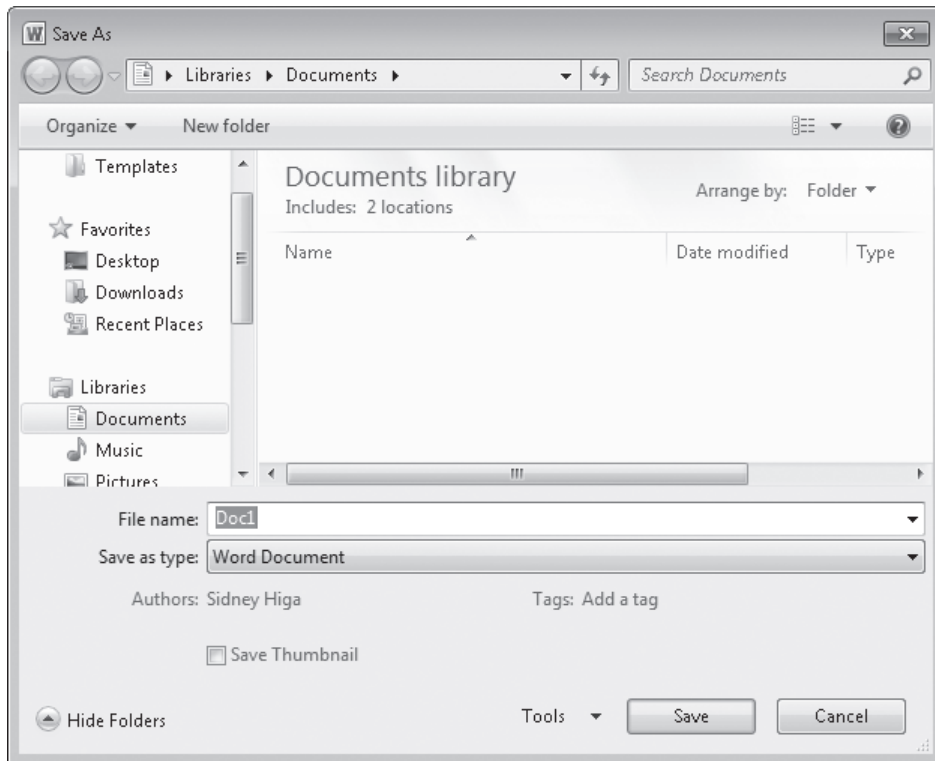 Save As
Libraries Documents
Search Documents
Organize New folder
Templates
Favorites
Desktop
Downloads
Recent Places
Libraries
Documents
Music
Pictures
Documents library
Includes: 2 locations
Arrange by: Folder
Name Date modified Type
File name: Doc1
Save as type: Word Document
Authors: Sidney Higa Tags: Add a tag
Save Thumbnail
Hide Folders Tools Save Cancel